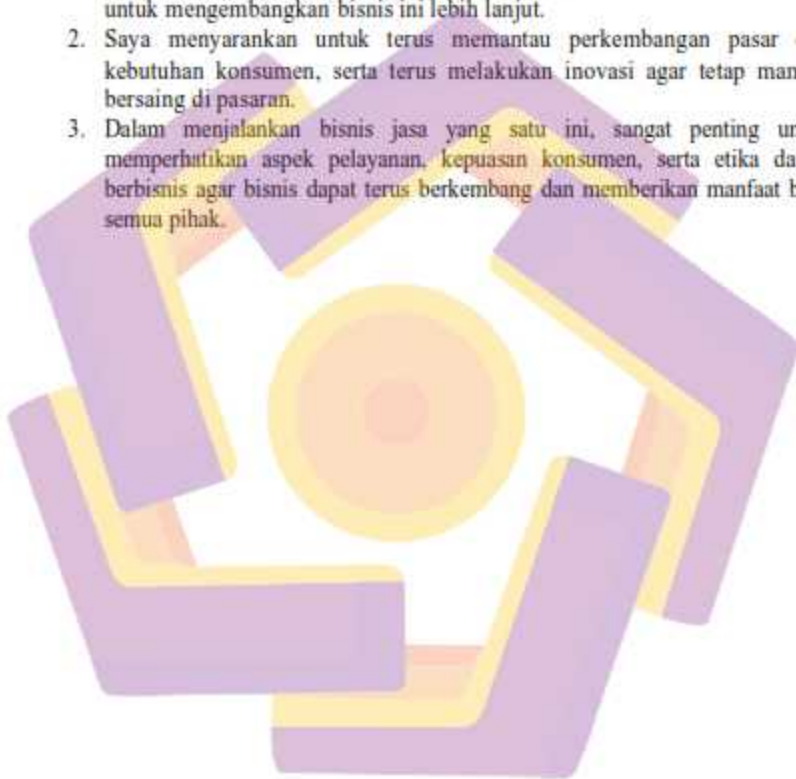 untuk mengembangkan bisnis ini lebih lanjut.
2. Saya menyarankan untuk terus memantau perkembangan pasar
kebutuhan konsumen, serta terus melakukan inovasi agar tetap
bersaing di pasaran.
3. Dalam menjalankan bisnis jasa yang satu ini, sangat penting
memperhatikan aspek pelayanan, kepuasan konsumen, serta etika
berbisnis agar bisnis dapat terus berkembang dan memberikan manfaat
semua pihak.